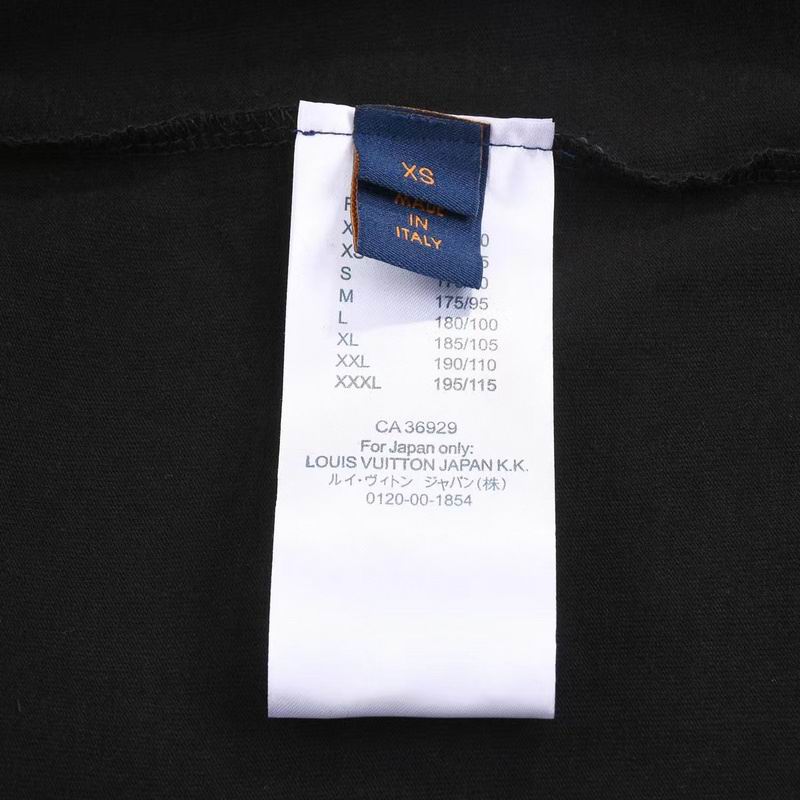 XS
MADE
IN
ITALY
S
M 175/95
L 180/100
XL 185/105
XXL 190/110
XXXL 195/115
CA 36929
For Japan only:
LOUIS VUITTON JAPAN K.K.
ルイ・ヴィトン ジャパン(株)
0120-00-1854